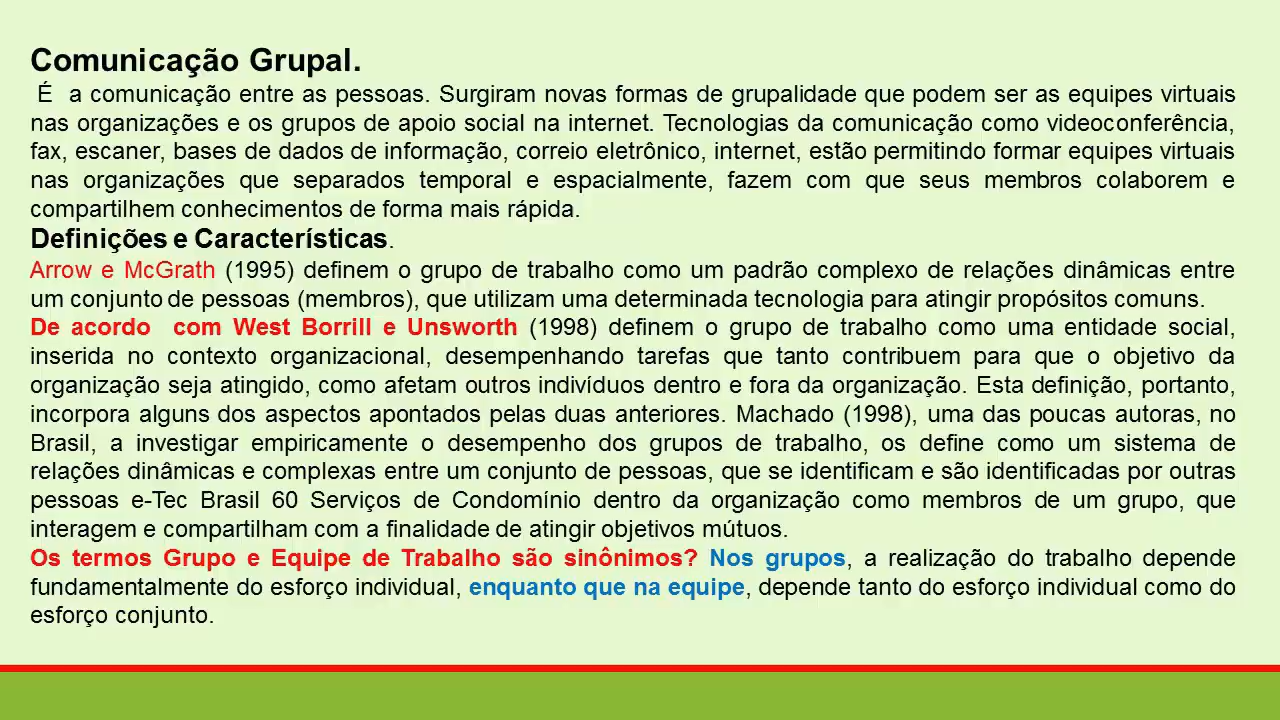 Comunicação Grupal.
É a comunicação entre as pessoas. Surgiram novas formas de grupalidade que podem ser as equipes virtuais
nas organizações e os grupos de apoio social na internet. Tecnologias da comunicação como videoconferência,
fax, escaner, bases de dados de informação, correio eletrônico, internet, estão permitindo formar equipes virtuais
nas organizações que separados temporal e espacialmente, fazem com que seus membros colaborem e
compartilhem conhecimentos de forma mais rápida.
Definições e Características.
Arrow e McGrath (1995) definem o grupo de trabalho como um padrão complexo de relações dinâmicas entre
um conjunto de pessoas (membros), que utilizam uma determinada tecnologia para atingir propósitos comuns.
De acordo com West Borrill e Unsworth (1998) definem o grupo de trabalho como uma entidade social,
inserida no contexto organizacional, desempenhando tarefas que tanto contribuem para que o objetivo da
organização seja atingido, como afetam outros indivíduos dentro e fora da organização. Esta definição, portanto,
incorpora alguns dos aspectos apontados pelas duas anteriores. Machado (1998), uma das poucas autoras, no
Brasil, a investigar empiricamente o desempenho dos grupos de trabalho, os define como um sistema de
relações dinâmicas e complexas entre um conjunto de pessoas, que se identificam e são identificadas por outras
pessoas e-Tec Brasil 60 Serviços de Condomínio dentro da organização como membros de um grupo, que
interagem e compartilham com a finalidade de atingir objetivos mútuos.
Os termos Grupo e Equipe de Trabalho são sinônimos? Nos grupos, a realização do trabalho depende
fundamentalmente do esforço individual, enquanto que na equipe, depende tanto do esforço individual como do
esforço conjunto.